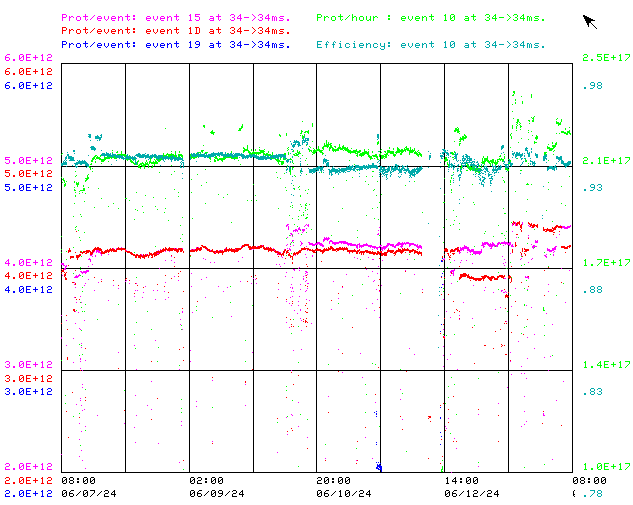 Prot/event: event 15 at 34->34ms. Prot/hour : event 10 at 34->34ms.
Prot/event: event 1D at 34->34ms.
Prot/event: event 19 at 34->34ms. Efficiency: event 10 at 34->34ms.
6.0E+12 2.5E+17
6.0E+12
6.0E+12 .98
5.0E+12 2.1E+17
5.0E+12
5.0E+12 .93
4.0E+12 1.7E+17
4.0E+12
4.0E+12 .88
3.0E+12 1.4E+17
3.0E+12
3.0E+12 .83
2.0E+12 1.0E+17
2.0E+12 08:00 02:00 20:00 14:00 08:00
2.0E+12 06/07/24 06/09/24 06/10/24 06/12/24 .78